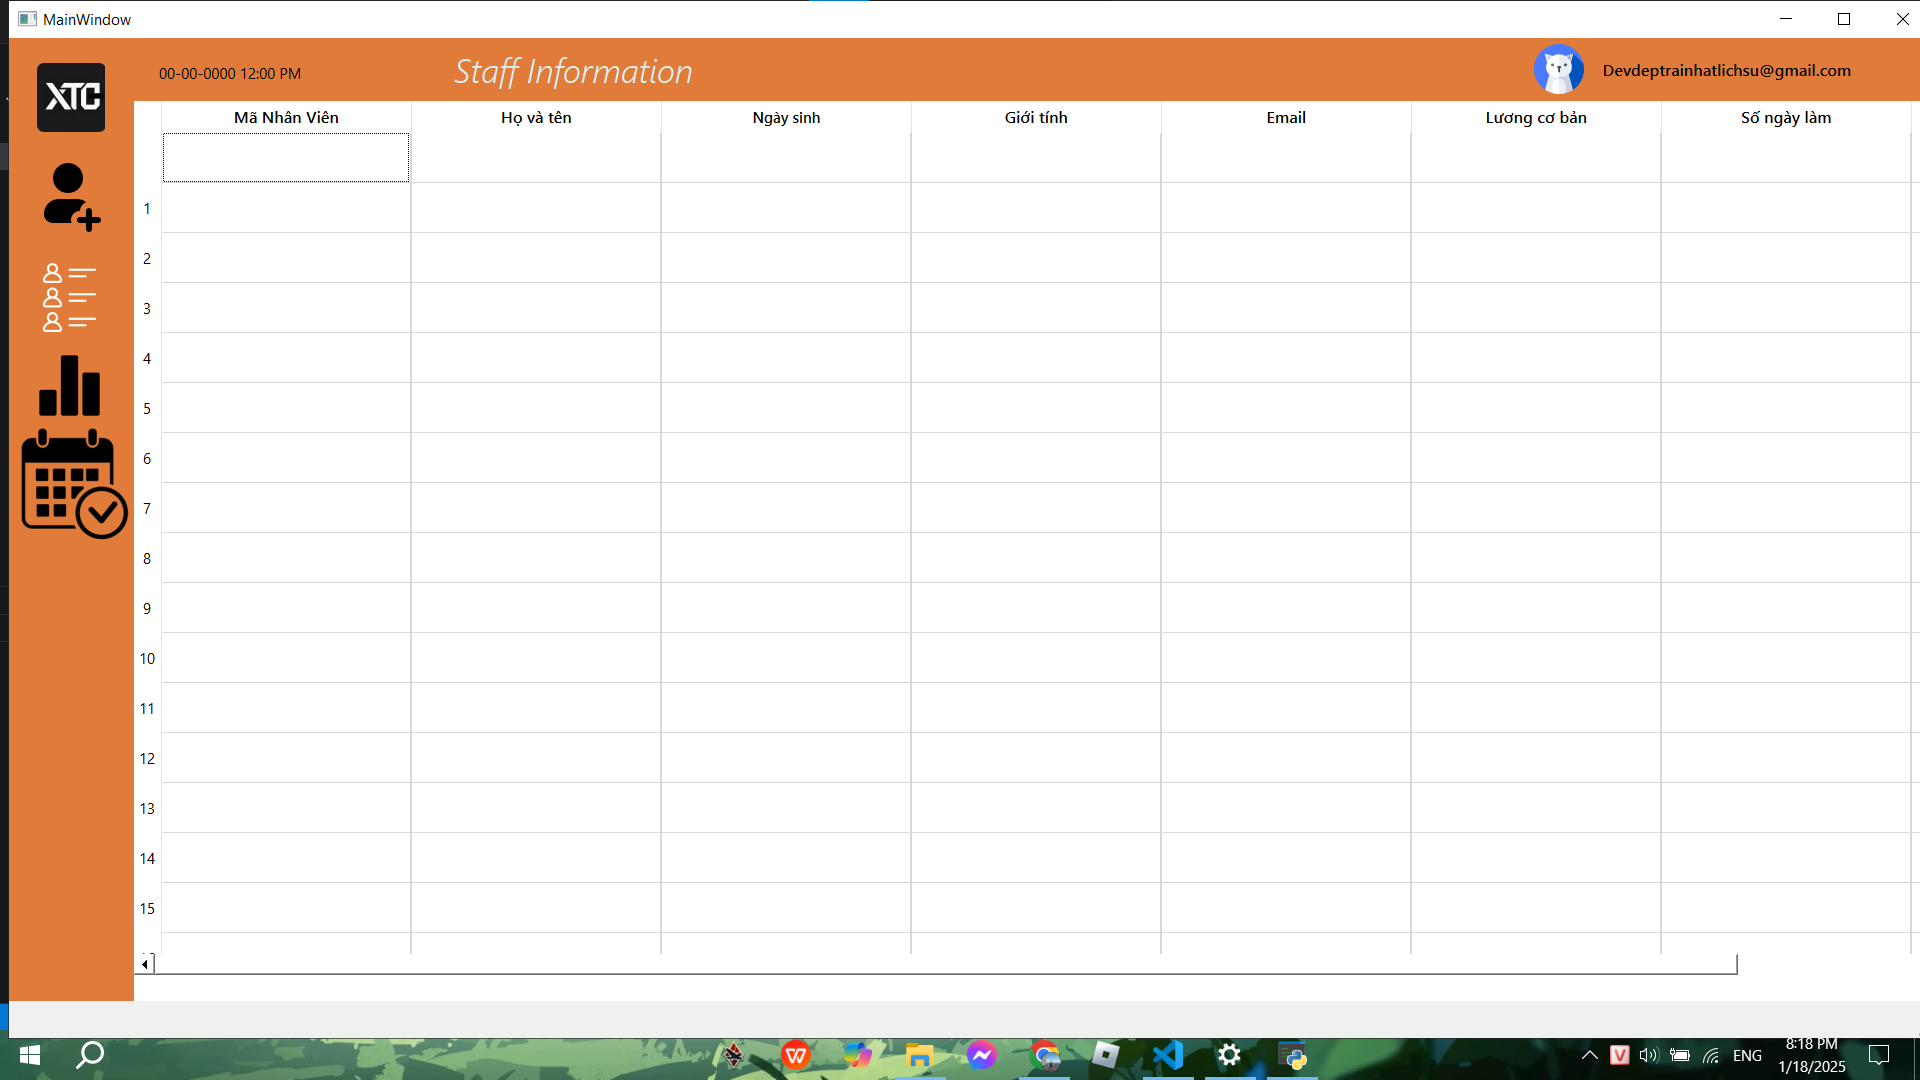 MainWindow
XTC
00-00-0000 12:00 PM
Staff Information
Devdeptrainhatlichsu@gmail.com
Mã Nhân Viên
Họ và tên
Ngày sinh
Giới tính
Email
Lương cơ bản
Số ngày làm
1
2
3
4
5
6
7
8
9
10
11
12
13
14
15
W
V
ENG
8:18 PM
1/18/2025